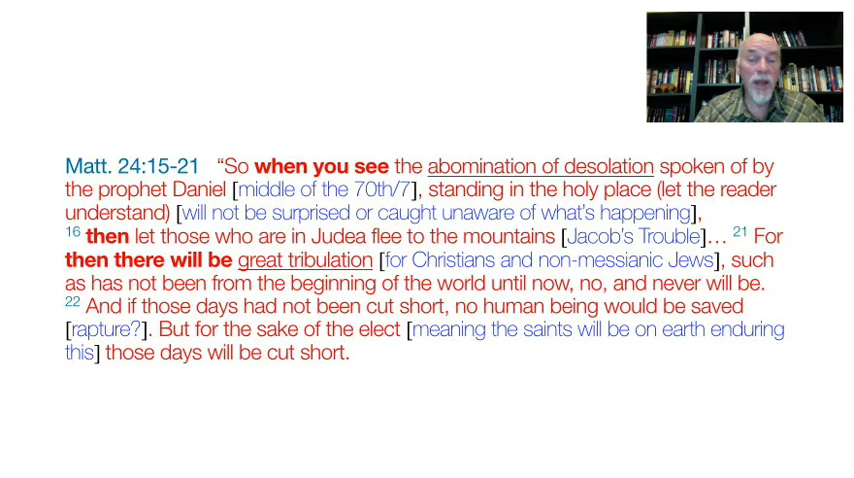 Matt. 24:15-21 “So when you see the abomination of desolation spoken of by
the prophet Daniel [middle of the 70th/7], standing in the holy place (let the reader
understand) [will not be surprised or caught unaware of what’s happening],
16 then let those who are in Judea flee to the mountains [Jacob’s Trouble]… 21 For
then there will be great tribulation [for Christians and non-messianic Jews], such
as has not been from the beginning of the world until now, no, and never will be.
22 And if those days had not been cut short, no human being would be saved
[rapture?]. But for the sake of the elect [meaning the saints will be on earth enduring
this] those days will be cut short.